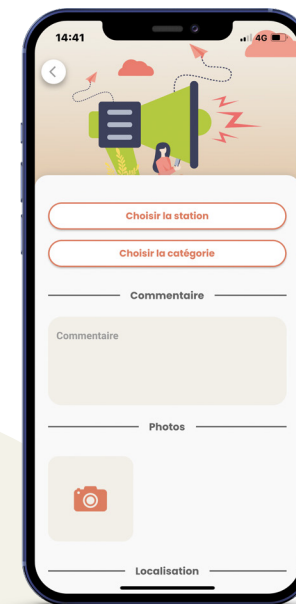 14:41
4G
Choisir la station
Choisir la catégorie
Commentaire
Commentaire
Photos
Localisation